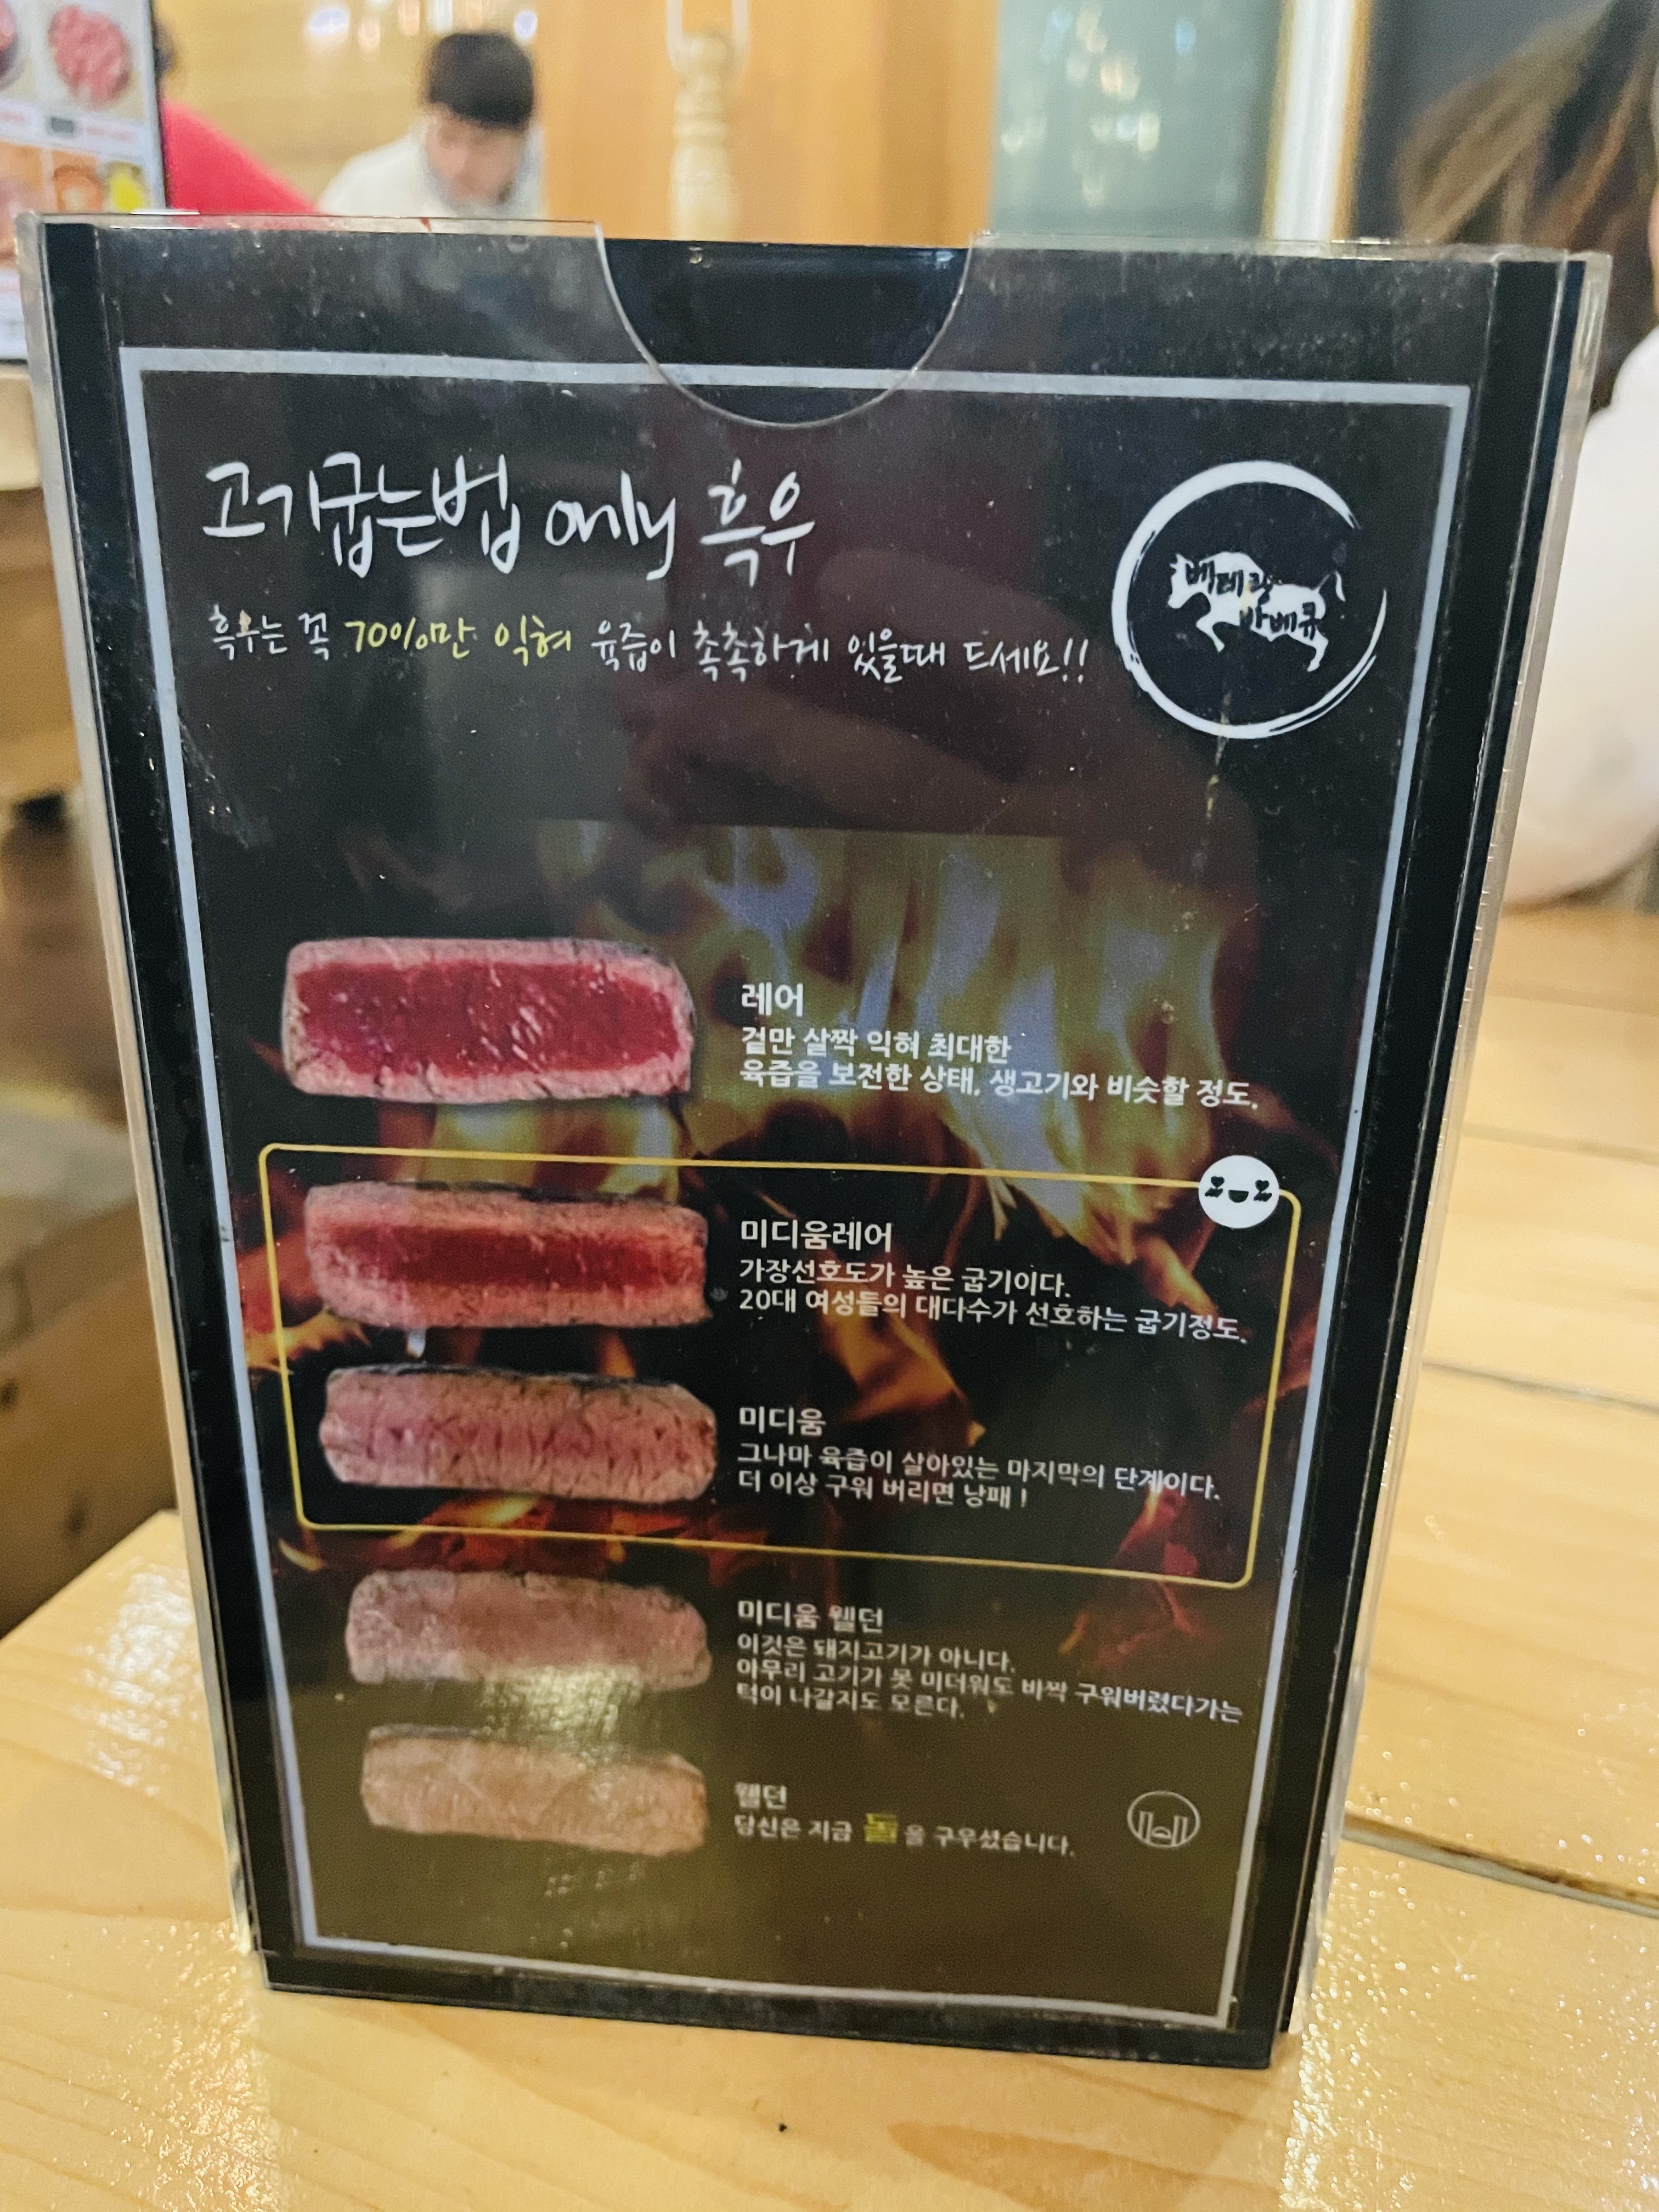 고기굽는법 only 흑우
흑우는 꼭 70%만 익혀 육즙이 촉촉하게 있을때 드세요!!
베테랑
바베큐
레어
겉만 살짝 익혀 최대한
육즙을 보전한 상태, 생고기와 비슷할 정도.
미디움레어
가장선호도가 높은 굽기이다.
20대 여성들의 대다수가 선호하는 굽기정도.
미디움
그나마 육즙이 살아있는 마지막의 단계이다.
더 이상 구워 버리면 낭패 !
미디움 웰던
이것은 돼지고기가 아니다.
아무리 고기가 못 미더워도 바짝 구워버렸다가는
턱이 나갈지도 모른다.
웰던
당신은 지금 돌 을 구우셨습니다.